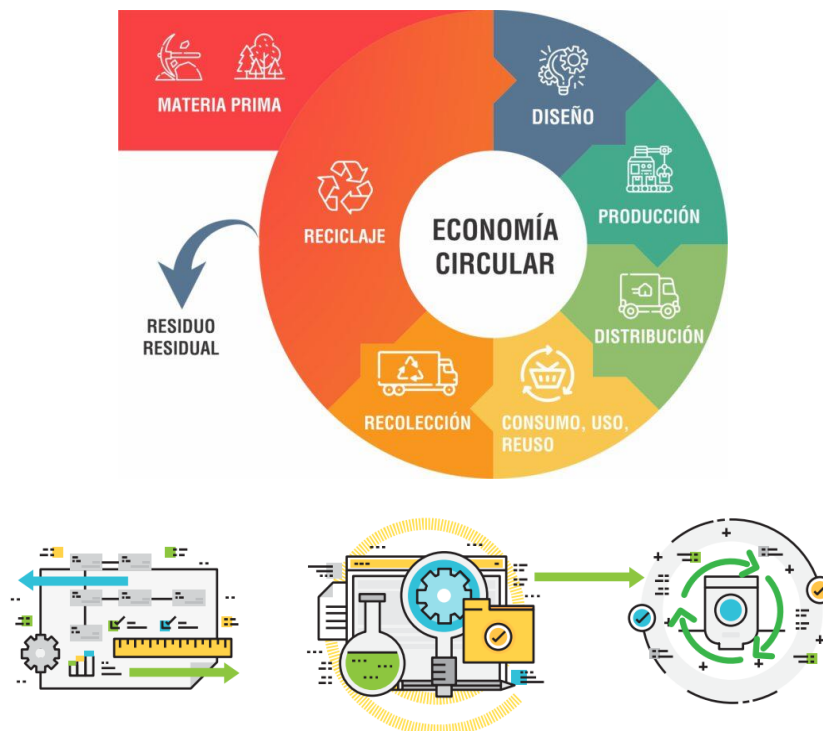 MATERIA PRIMA
DISEÑO
PRODUCCIÓN
RECICLAJE
ECONOMÍA
CIRCULAR
RESIDUO
RESIDUAL
DISTRIBUCIÓN
RECOLECCIÓN
CONSUMO, USO,
REUSO